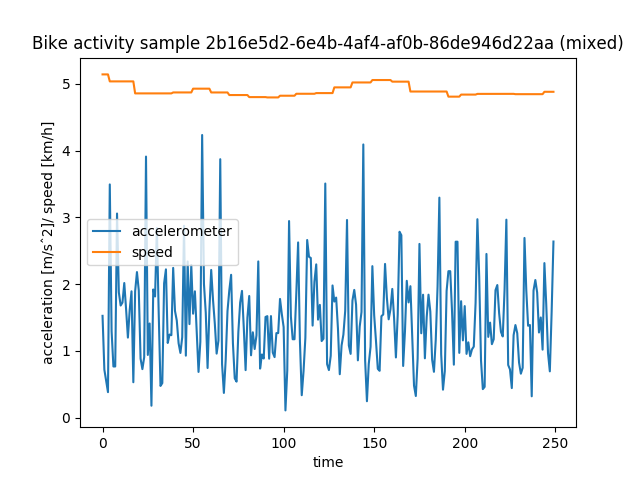 Bike activity sample 2b16e5d2-6e4b-4af4-af0b-86de946d22aa (mixed)
acceleration [m/s^2]/ speed [km/h]
5
4
3
2
1
0
accelerometer
speed
0 50 100 150 200 250
time